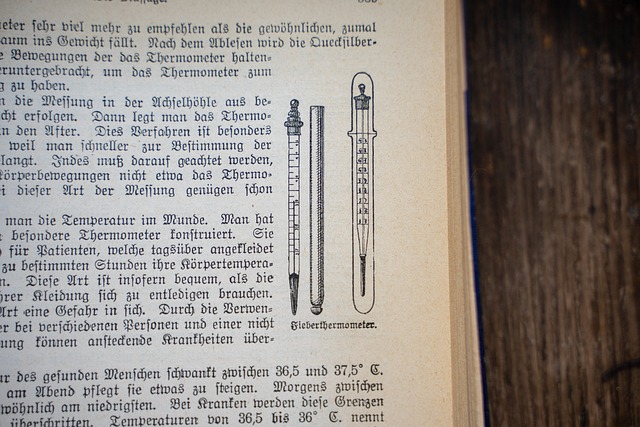 meter sehr viel mehr zu empfehlen als die gewöhnlichen, zumal
aum ins Gewicht fällt. Nach dem Ablesen wird die Quecksilber-
e Bewegungen der das Thermometer halten-
eruntergebracht, um das Thermometer zum
g zu haben.
n die Messung in der Achselhöhle aus be-
cht erfolgen. Dann legt man das Thermo-
n den After. Dies Verfahren ist besonders
weil man schneller zur Bestimmung der
langt. Indes muß darauf geachtet werden,
körperbewegungen nicht etwa das Thermo-
ei dieser Art der Messung genügen schon
man die Temperatur im Munde. Man hat
besondere Thermometer konstruiert. Sie
für Patienten, welche tagsüber angekleidet
zu bestimmten Stunden ihre Körpertempera-
n. Diese Art ist insofern bequem, als die
hrer Kleidung sich zu entledigen brauchen.
Art eine Gefahr in sich. Durch die Verwen-
er bei verschiedenen Personen und einer nicht
ung können ansteckende Krankheiten über-
Fieberthermometer.
ur des gesunden Menschen schwankt zwischen 36,5 und 37,5° C.
am Abend pflegt sie etwas zu steigen. Morgens zwischen
wöhnlich am niedrigsten. Bei Kranken werden diese Grenzen
überschritten. Temperaturen von 36,5 bis 36° C. nennt